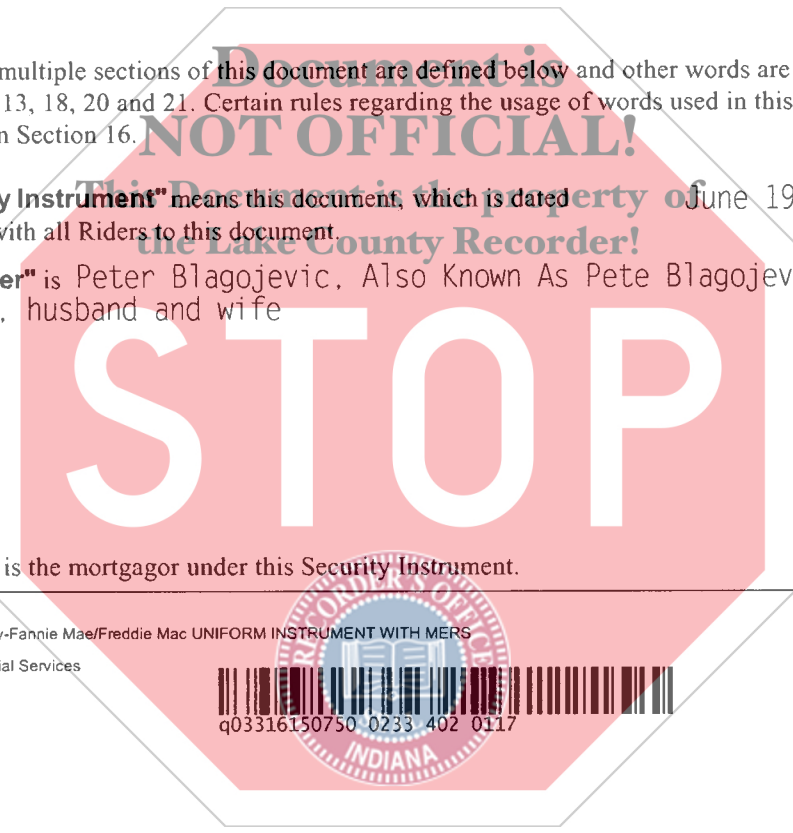 Document is
multiple sections of this document are defined below and other words are
13, 18, 20 and 21. Certain rules regarding the usage of words used in this
n Section 16.
NOT OFFICIAL!
y Instrument" means this document, which is dated June 19
This Document is the property of
with all Riders to this document.
the Lake County Recorder!
er" is Peter Blagojevic, Also Known As Pete Blagojev
, husband and wife
STOP
is the mortgagor under this Security Instrument.
RECORDER'S OFFICE
y-Fannie Mae/Freddie Mac UNIFORM INSTRUMENT WITH MERS
ial Services
q03316150750 0233 402 0117
INDIANA